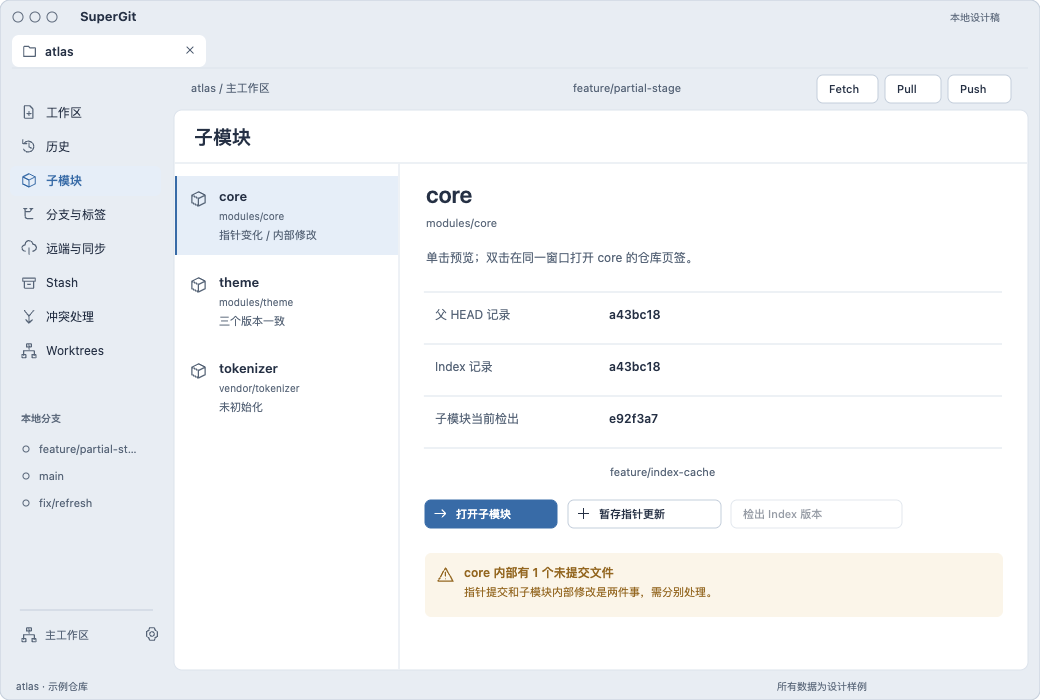 SuperGit
本地设计稿
atlas
atlas / 主工作区
feature/partial-stage
Fetch
Pull
Push
工作区
历史
子模块
分支与标签
远端与同步
Stash
冲突处理
Worktrees
本地分支
feature/partial-st...
main
fix/refresh
主工作区
子模块
core
modules/core
指针变化 / 内部修改
theme
modules/theme
三个版本一致
tokenizer
vendor/tokenizer
未初始化
core
modules/core
单击预览；双击在同一窗口打开 core 的仓库页签。
父 HEAD 记录 a43bc18
Index 记录 a43bc18
子模块当前检出 e92f3a7
feature/index-cache
打开子模块
暂存指针更新
检出 Index 版本
core 内部有 1 个未提交文件
指针提交和子模块内部修改是两件事，需分别处理。
atlas · 示例仓库
所有数据为设计样例